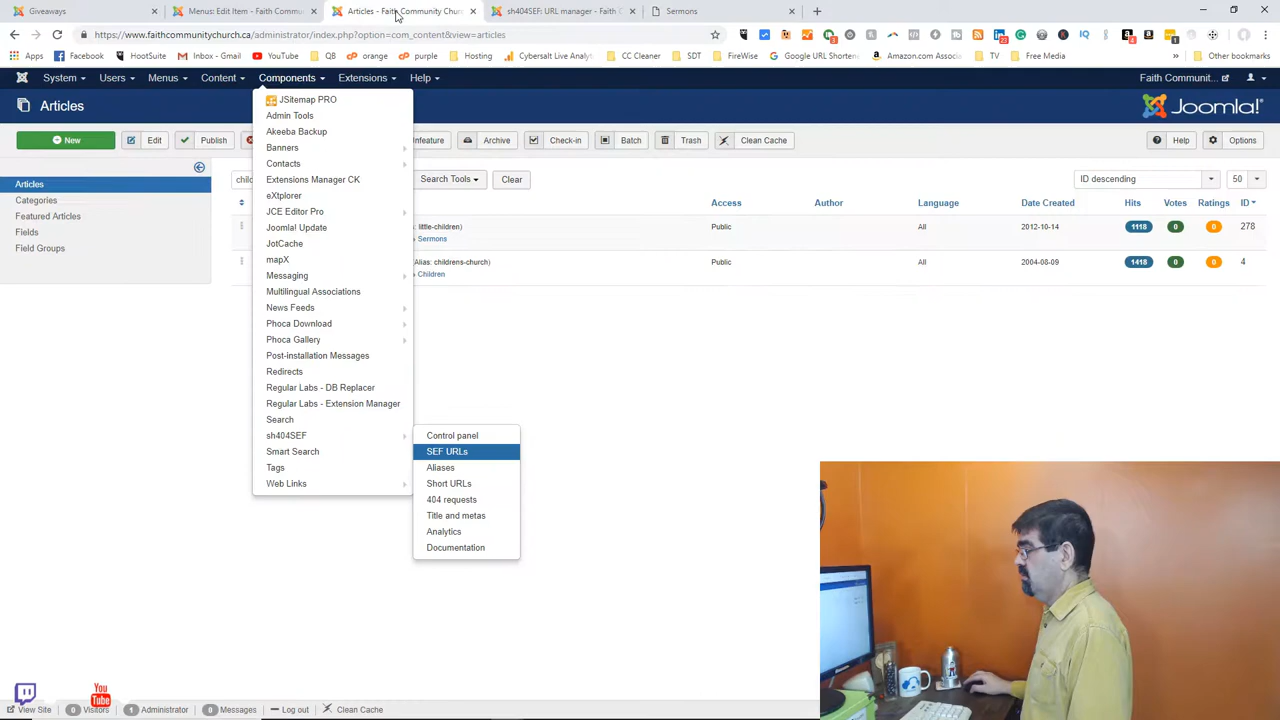 Giveaways
Menus: Edit Item - Faith Commun
Articles - Faith Community Churc
sh404SEF: URL manager - Faith C
Sermons
https://www.faithcommunitychurch.ca/administrator/index.php?option=com_content&view=articles
Apps
Facebook
HootSuite
Inbox - Gmail
YouTube
QB
orange
purple
Hosting
Cybersalt Live Analy
CC Cleaner
SDT
FireWise
Google URL Shorten
Amazon.com Associ
TV
Free Media
Other bookmarks
System
Users
Menus
Content
Components
Extensions
Help
Faith Communit...
Articles
Joomla!
New
Edit
Publish
nfeature
Archive
Check-in
Batch
Trash
Clean Cache
Help
Options
Articles
Categories
Featured Articles
Fields
Field Groups
chil
Search Tools
Clear
ID descending
50
Access
Author
Language
Date Created
Hits
Votes
Ratings
ID
: little-children)
Sermons
Public
All
2012-10-14
1118
0
0
278
Alias: childrens-church)
Children
Public
All
2004-08-09
1418
0
0
4
JSitemap PRO
Admin Tools
Akeeba Backup
Banners
Contacts
Extensions Manager CK
eXtplorer
JCE Editor Pro
Joomla! Update
JotCache
mapX
Messaging
Multilingual Associations
News Feeds
Phoca Download
Phoca Gallery
Post-installation Messages
Redirects
Regular Labs - DB Replacer
Regular Labs - Extension Manager
Search
sh404SEF
Smart Search
Tags
Web Links
Control panel
SEF URLs
Aliases
Short URLs
404 requests
Title and metas
Analytics
Documentation
You
Tube
View Site
0 Visitors
1 Administrator
0 Messages
Log out
Clean Cache